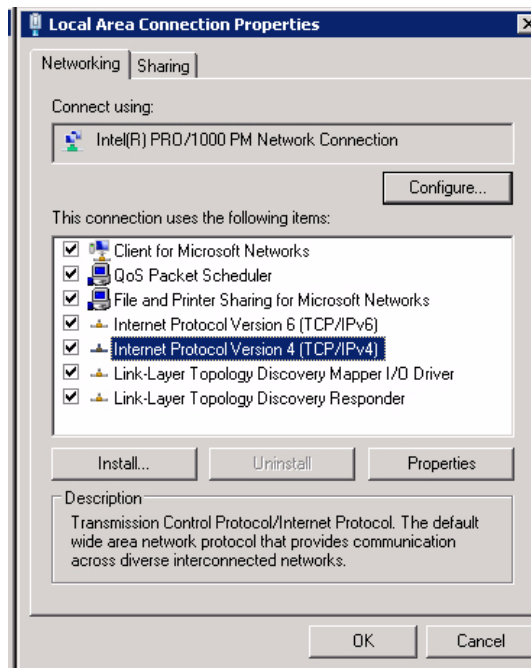 Local Area Connection Properties
Networking Sharing
Connect using:
Intel(R) PRO/1000 PM Network Connection
Configure...
This connection uses the following items:
Client for Microsoft Networks
QoS Packet Scheduler
File and Printer Sharing for Microsoft Networks
Internet Protocol Version 6 (TCP/IPv6)
Internet Protocol Version 4 (TCP/IPv4)
Link-Layer Topology Discovery Mapper I/O Driver
Link-Layer Topology Discovery Responder
Install... Uninstall Properties
Description
Transmission Control Protocol/Internet Protocol. The default
wide area network protocol that provides communication
across diverse interconnected networks.
OK Cancel